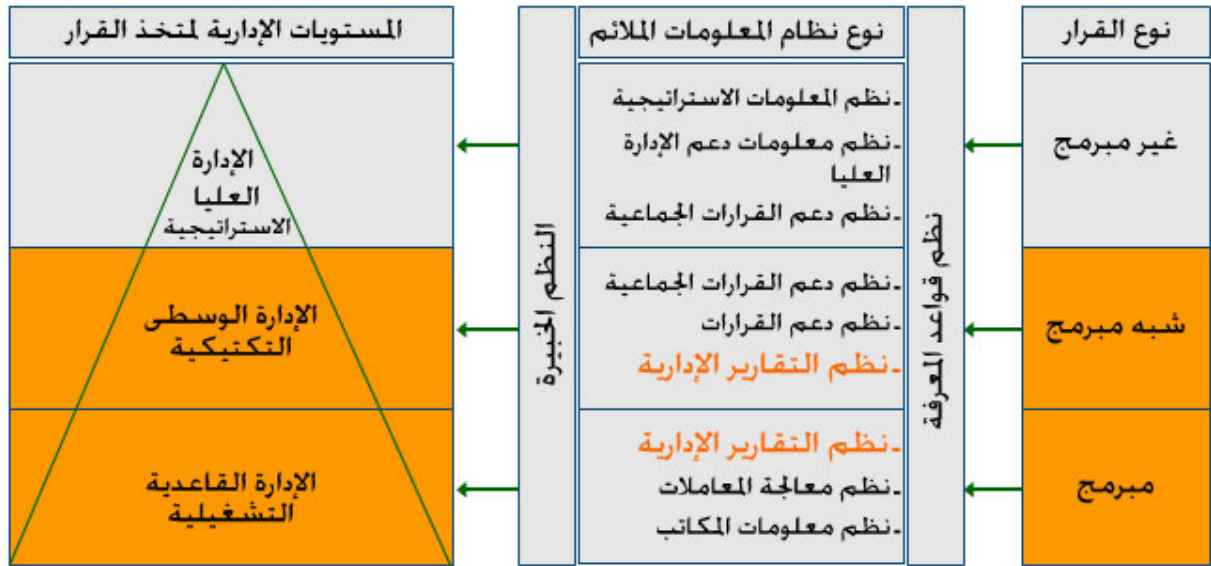 نوع القرار
نوع نظام المعلومات الملائم
المستويات الإدارية لمتخذ القرار
غير مبرمج
نظم قواعد المعرفة
- نظم المعلومات الاستراتيجية
- نظم معلومات دعم الإدارة
العليا
- نظم دعم القرارات الجماعية
النظم الخبيرة
الإدارة
العليا
الاستراتيجية
شبه مبرمج
- نظم دعم القرارات الجماعية
- نظم دعم القرارات
- نظم التقارير الإدارية
الإدارة الوسطى
التكتيكية
مبرمج
- نظم التقارير الإدارية
- نظم معالجة المعاملات
- نظم معلومات المكاتب
الإدارة القاعدية
التشغيلية